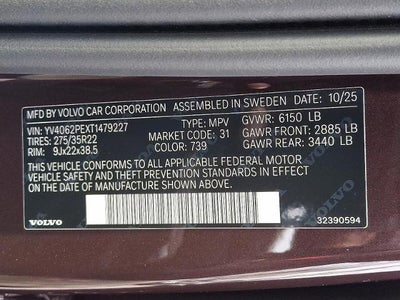 MFD BY VOLVO CAR CORPORATION ASSEMBLED IN SWEDEN 10/25
VIN: YV4062PEXT1479227 TYPE: MPV GVWR: 6150 LB
TIRES: 275/35R22 MARKET: 31 GAWR FRONT: 2885 LB
RIM: 9Jx22x38.5 COLOR: 739 GAWR REAR: 3440 LB
THIS VEHICLE CONFORMS TO ALL APPLICABLE FEDERAL MOTOR
VEHICLE SAFETY AND THEFT PREVENTION STANDARDS IN EFFECT
ON THE DATE OF MANUFACTURE SHOWN ABOVE.
VOLVO 32390594